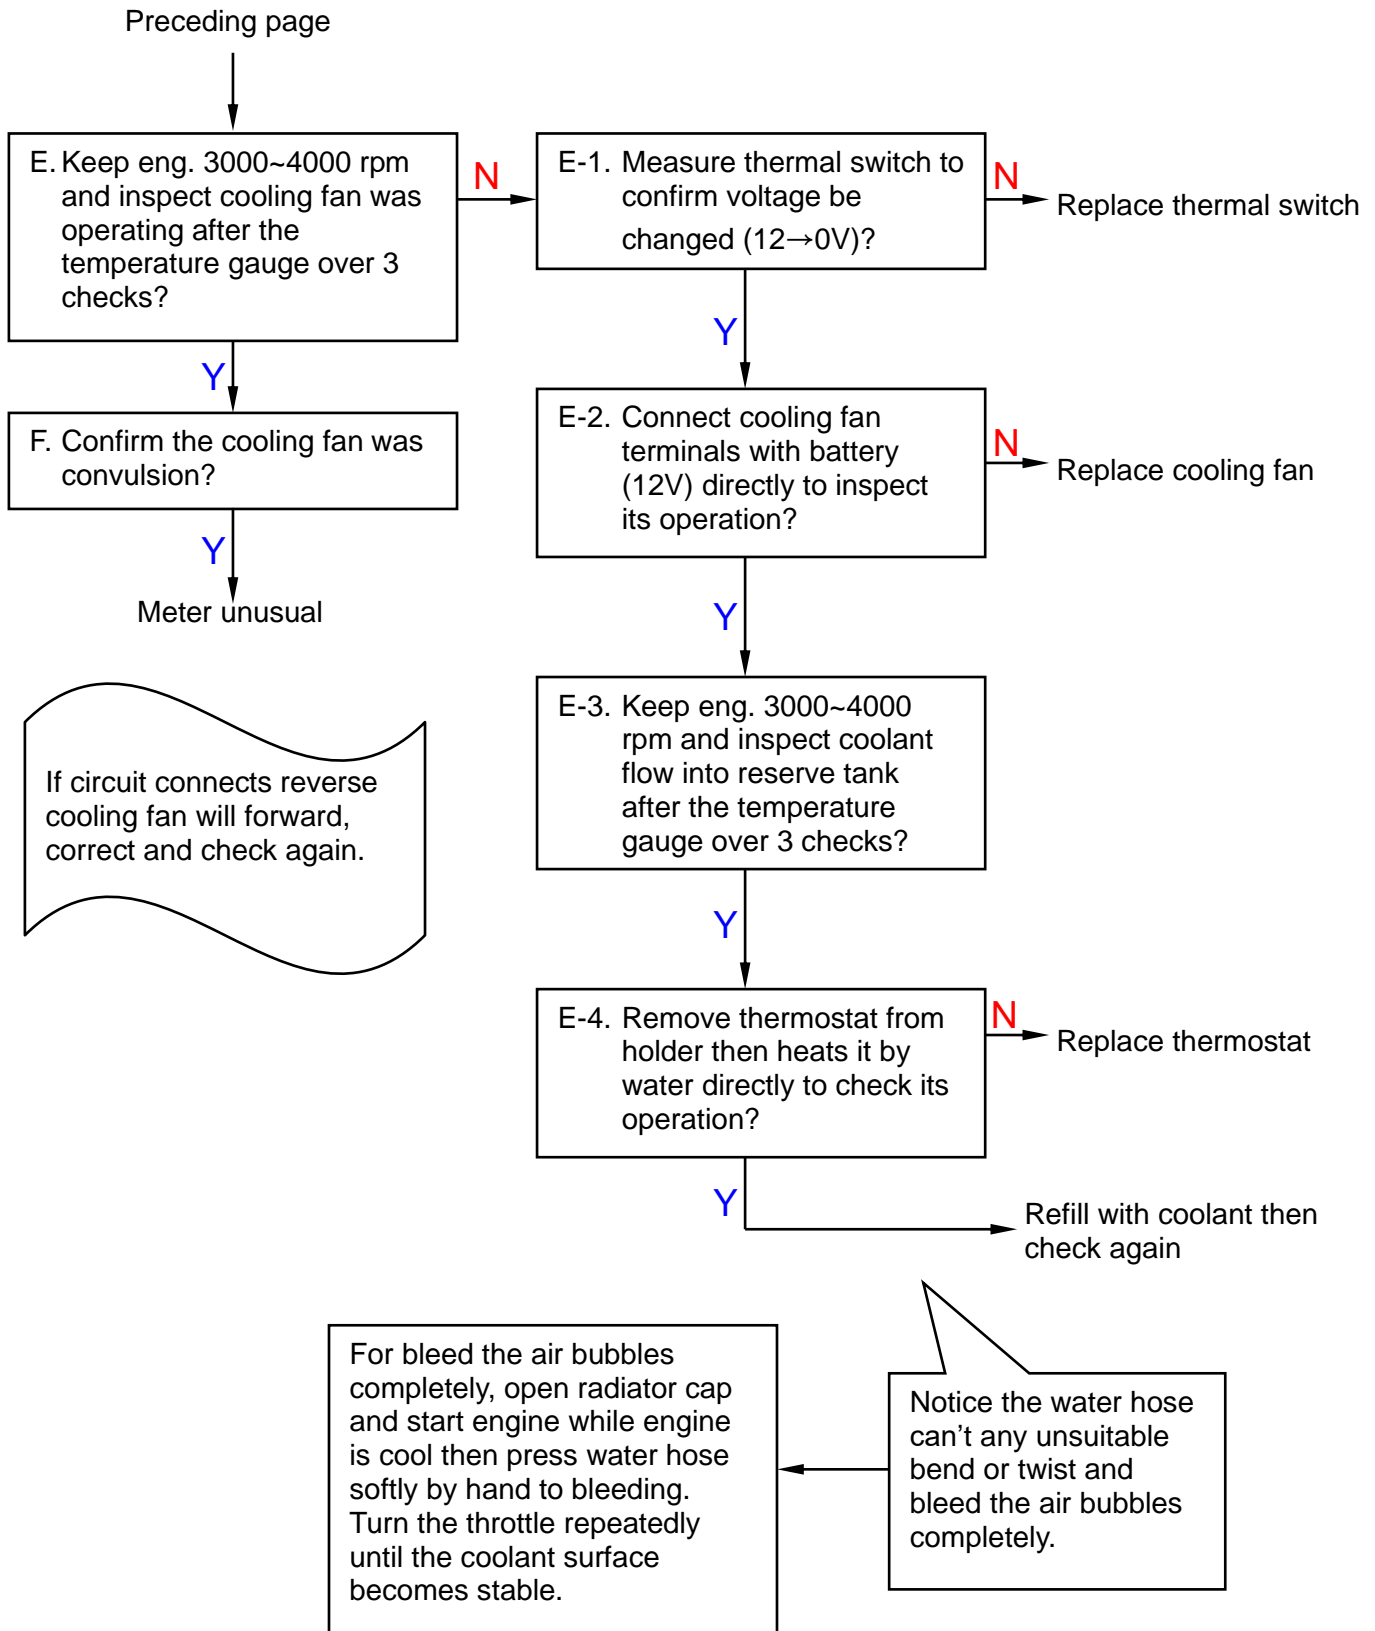 Preceding page
E. Keep eng. 3000~4000 rpm
and inspect cooling fan was
operating after the
temperature gauge over 3
checks?
N
E-1. Measure thermal switch to
confirm voltage be
changed (12→0V)?
N
Replace thermal switch
Y
Y
F. Confirm the cooling fan was
convulsion?
E-2. Connect cooling fan
terminals with battery
(12V) directly to inspect
its operation?
N
Replace cooling fan
Y
Meter unusual
Y
If circuit connects reverse
cooling fan will forward,
correct and check again.
E-3. Keep eng. 3000~4000
rpm and inspect coolant
flow into reserve tank
after the temperature
gauge over 3 checks?
Y
E-4. Remove thermostat from
holder then heats it by
water directly to check its
operation?
N
Replace thermostat
Y
Refill with coolant then
check again
For bleed the air bubbles
completely, open radiator cap
and start engine while engine
is cool then press water hose
softly by hand to bleeding.
Turn the throttle repeatedly
until the coolant surface
becomes stable.
Notice the water hose
can’t any unsuitable
bend or twist and
bleed the air bubbles
completely.